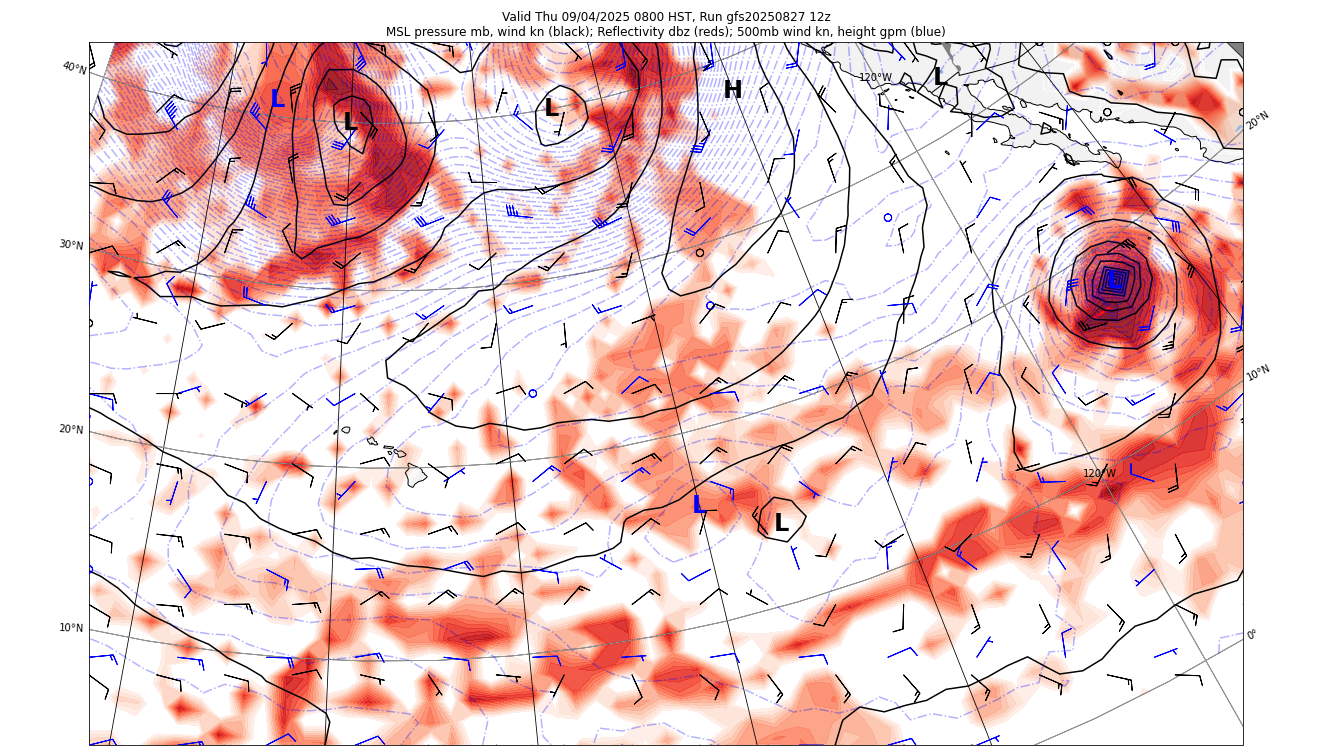 Valid Thu 09/04/2025 0800 HST, Run gfs20250827 12z
MSL pressure mb, wind kn (black); Reflectivity dbz (reds); 500mb wind kn, height gpm (blue)
40°N
L
L
L
H
120°W
L
20°N
30°N
10°N
20°N
120°W
L
L
L
10°N
0°